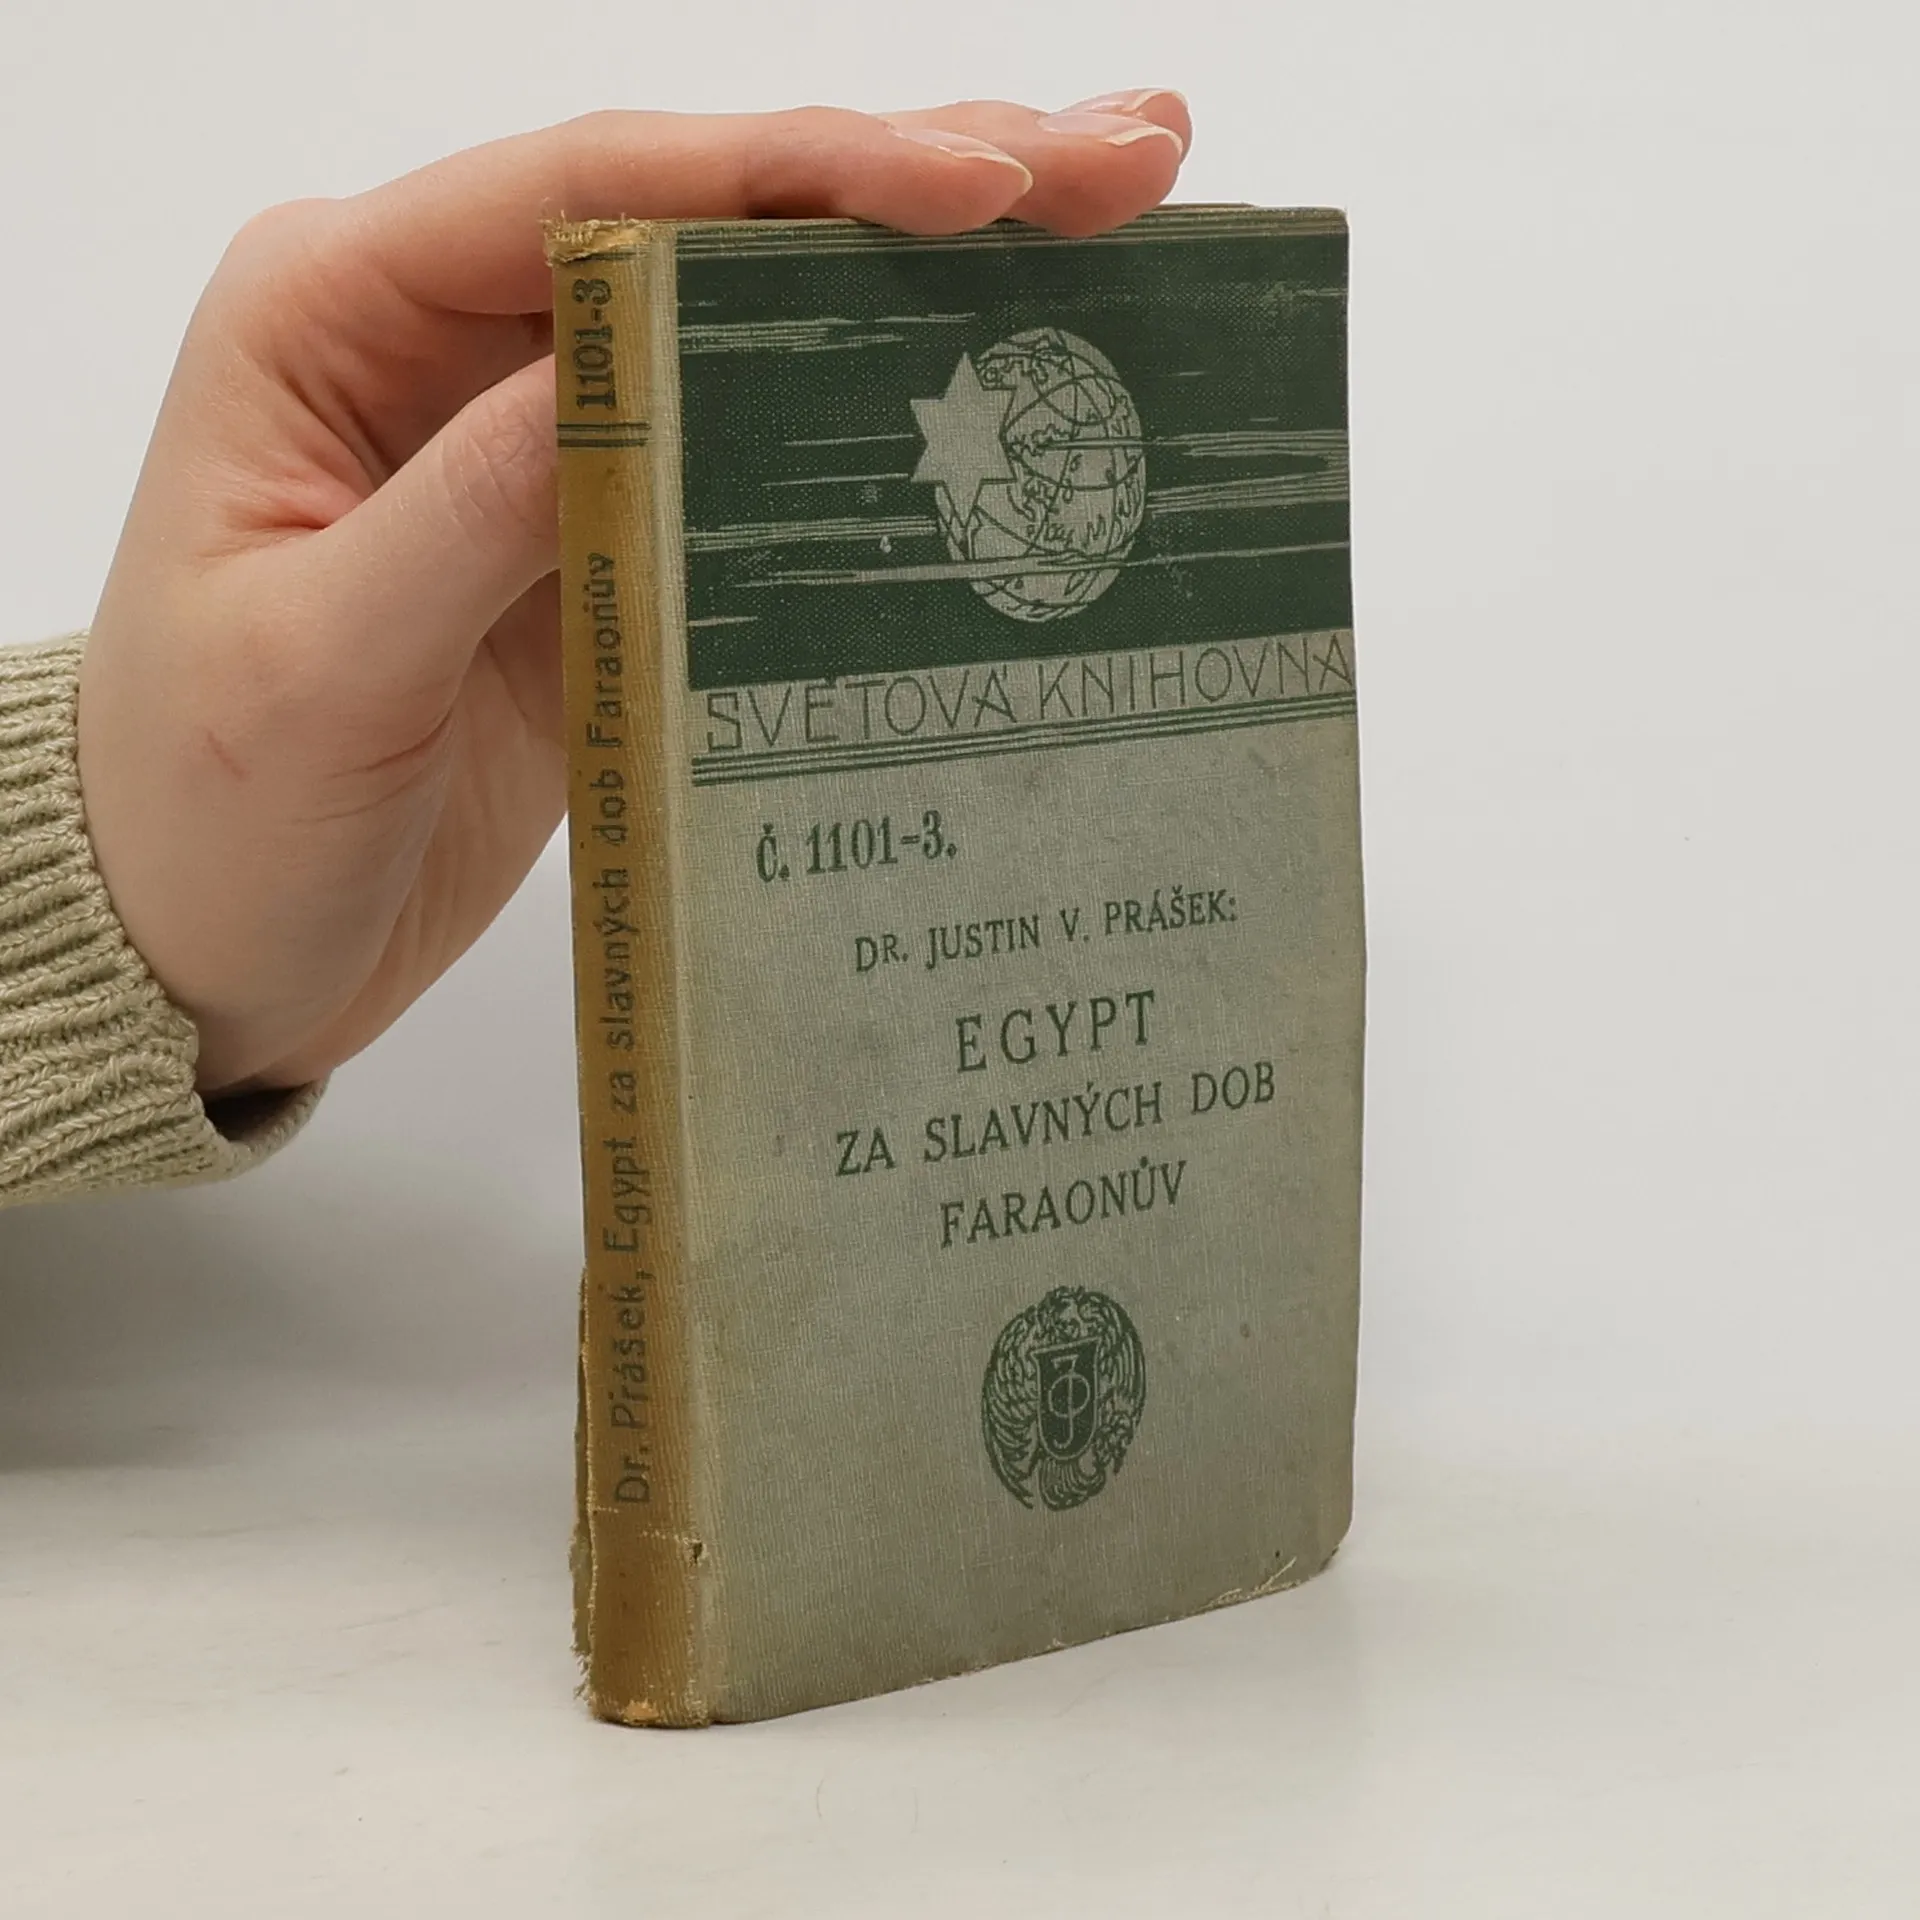 1101-3
Dr. Prášek, Egypt za slavných dob Faraonův
SVĚTOVÁ KNIHOVNA
Č. 1101-3.
DR. JUSTIN V. PRÁŠEK:
EGYPT
ZA SLAVNÝCH DOB
FARAONŮV